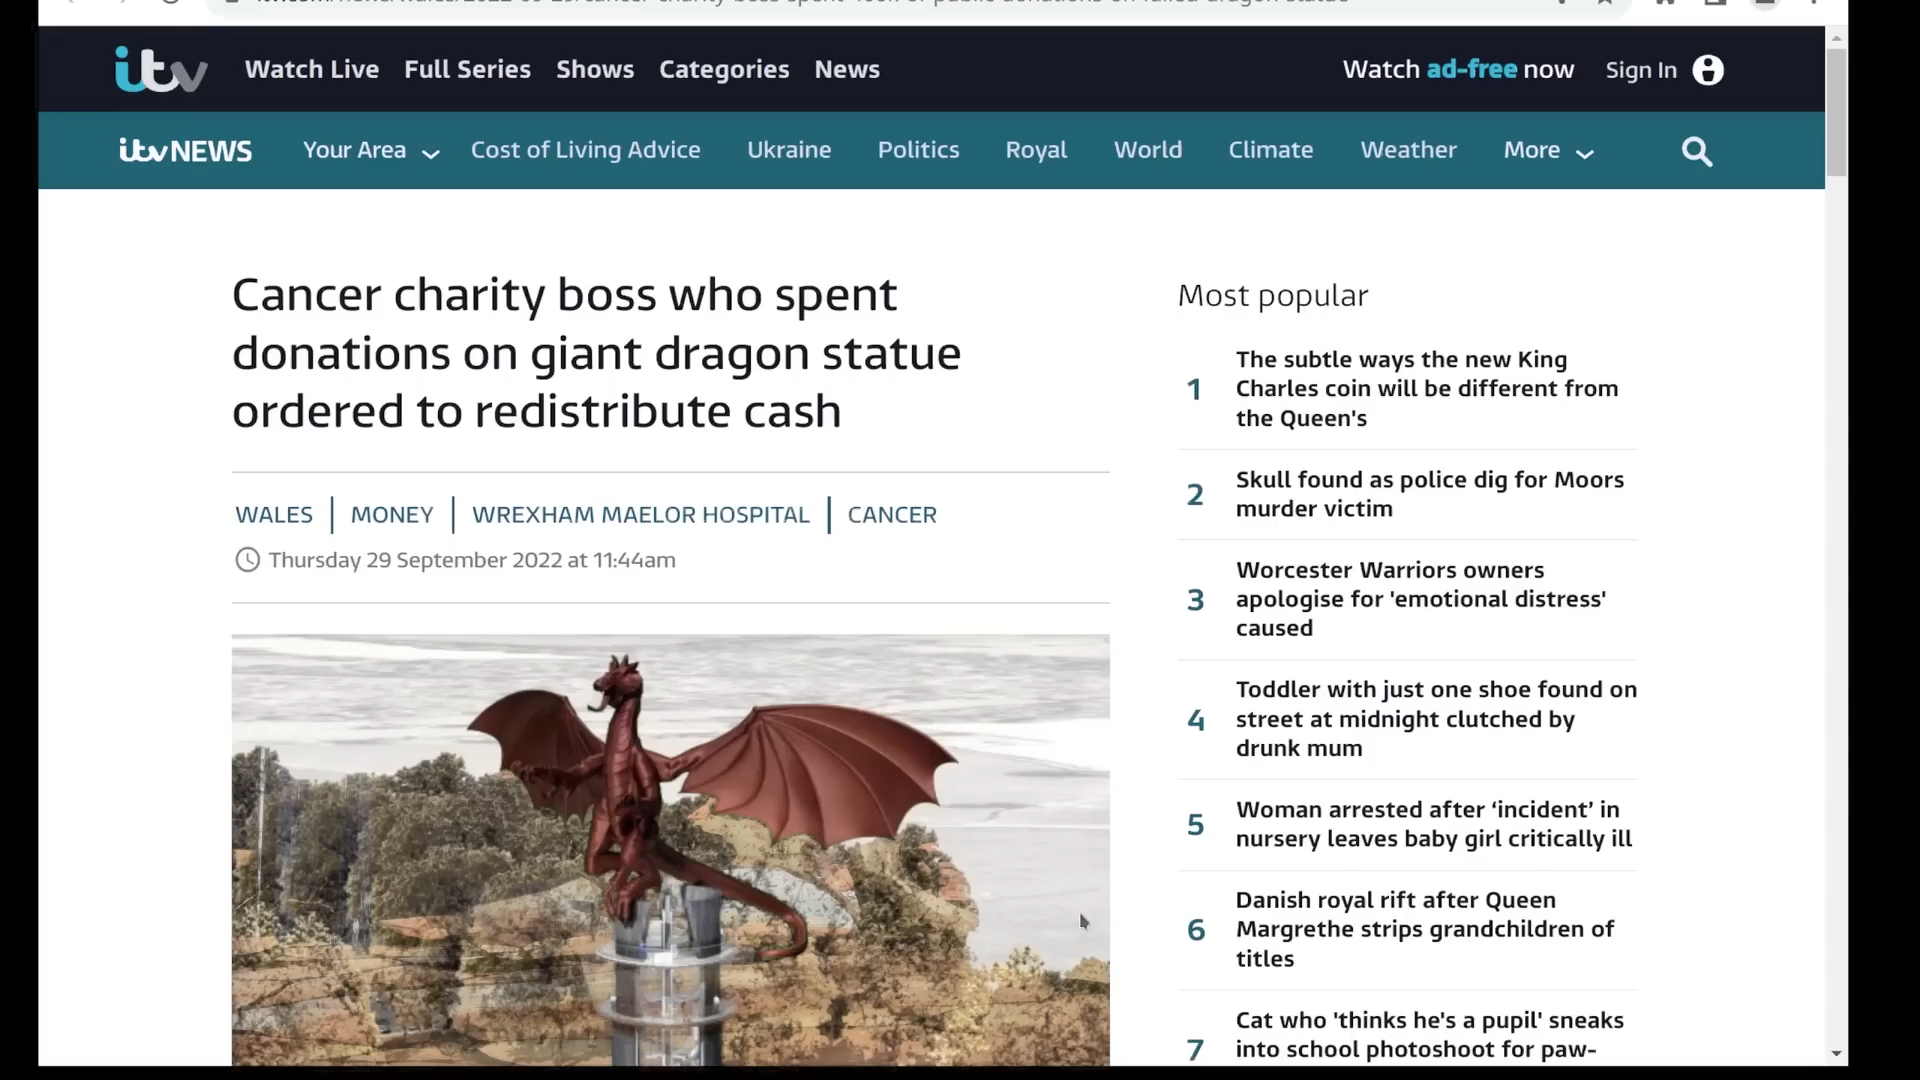 itv Watch Live Full Series Shows Categories News Watch ad-free now Sign In
itv NEWS Your Area Cost of Living Advice Ukraine Politics Royal World Climate Weather More
Cancer charity boss who spent
donations on giant dragon statue
ordered to redistribute cash
WALES MONEY WREXHAM MAELOR HOSPITAL CANCER
Thursday 29 September 2022 at 11:44am
Most popular
1 The subtle ways the new King
Charles coin will be different from
the Queen's
2 Skull found as police dig for Moors
murder victim
3 Worcester Warriors owners
apologise for 'emotional distress'
caused
4 Toddler with just one shoe found on
street at midnight clutched by
drunk mum
5 Woman arrested after ‘incident’ in
nursery leaves baby girl critically ill
6 Danish royal rift after Queen
Margrethe strips grandchildren of
titles
7 Cat who 'thinks he's a pupil' sneaks
into school photoshoot for paw-